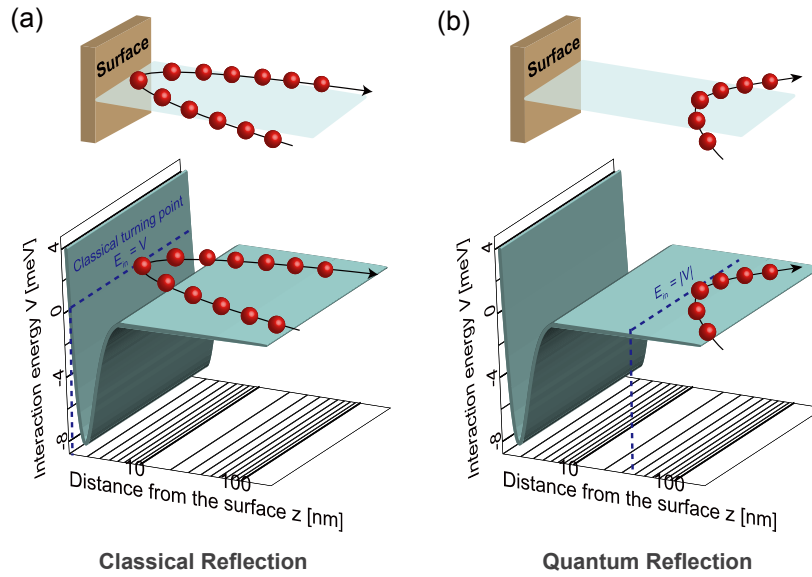 (a)
Surface
4
0
-4
-8
Interaction energy V [meV]
Classical turning point
E_in = V
10
100
Distance from the surface z [nm]
Classical Reflection
(b)
Surface
4
0
-4
-8
Interaction energy V [meV]
E_in = |V|
10
100
Distance from the surface z [nm]
Quantum Reflection